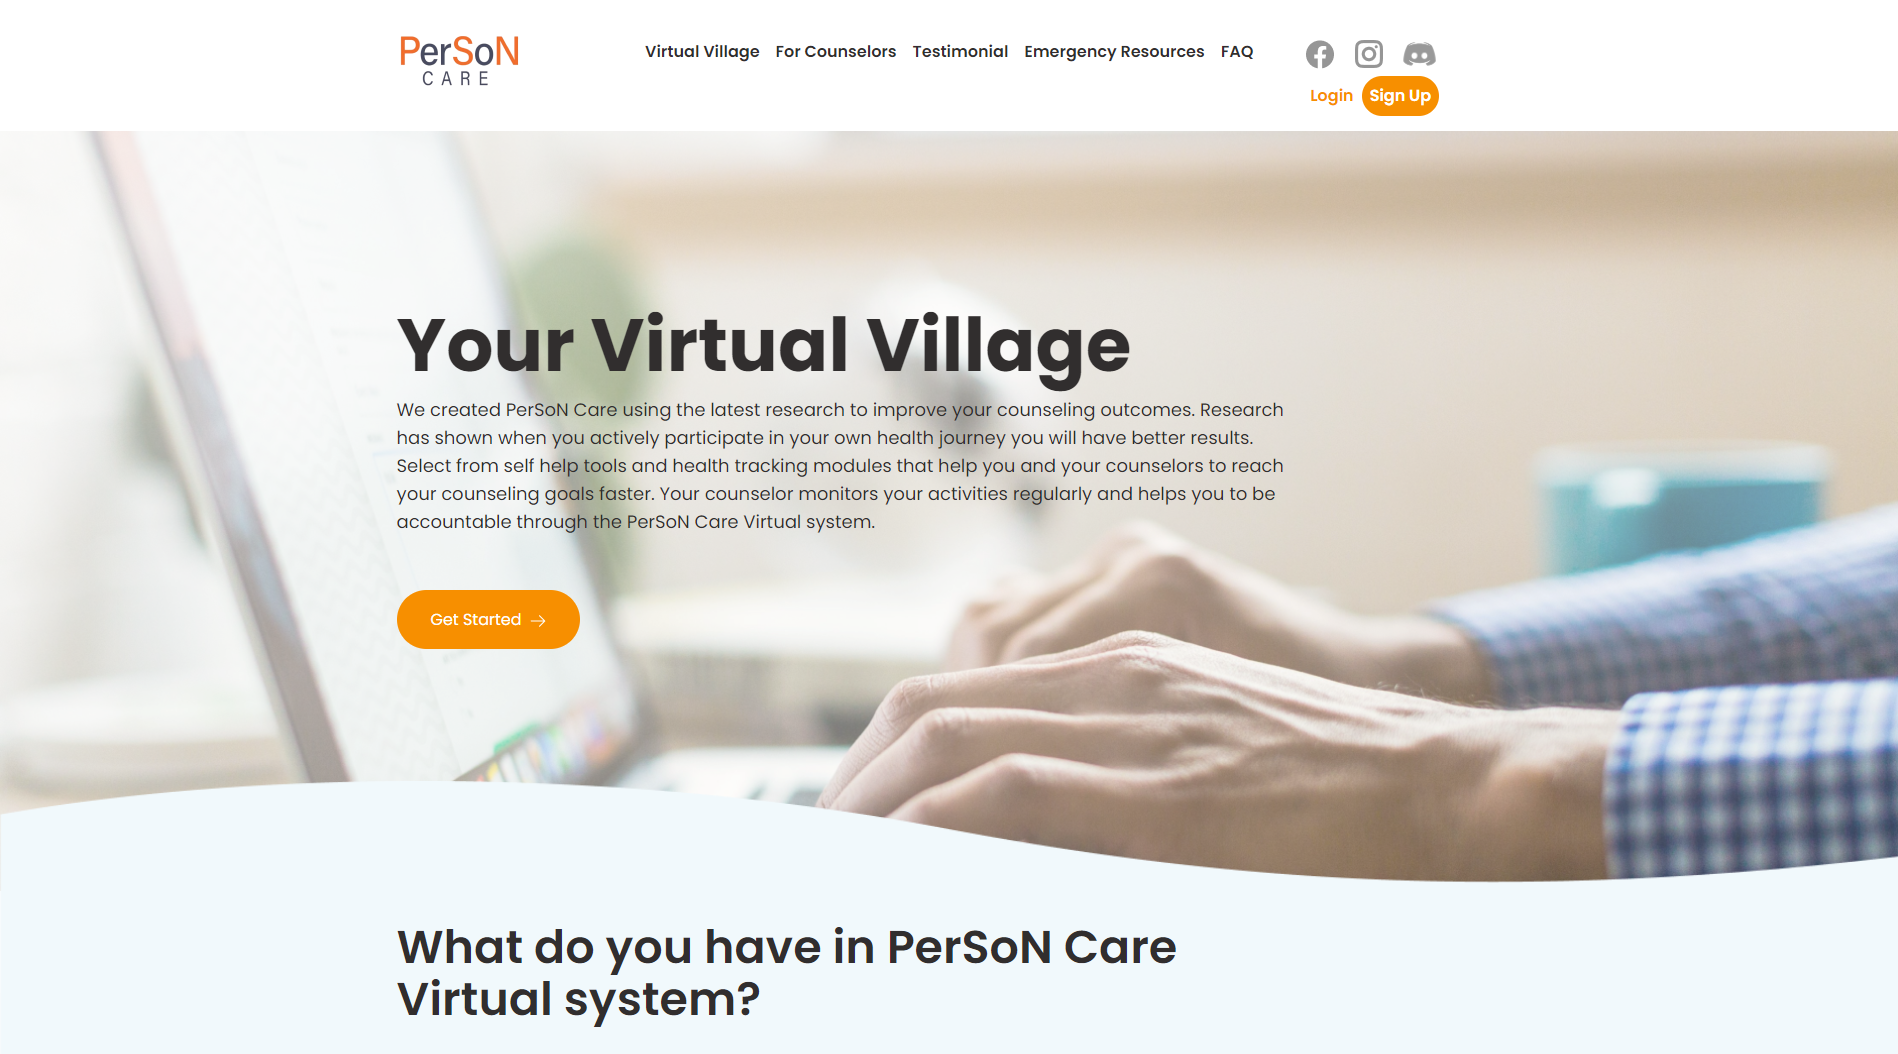 PerSoN
CARE
Virtual Village For Counselors Testimonial Emergency Resources FAQ
Login Sign Up
Your Virtual Village
We created PerSoN Care using the latest research to improve your counseling outcomes. Research
has shown when you actively participate in your own health journey you will have better results.
Select from self help tools and health tracking modules that help you and your counselors to reach
your counseling goals faster. Your counselor monitors your activities regularly and helps you to be
accountable through the PerSoN Care Virtual system.
Get Started →
What do you have in PerSoN Care
Virtual system?